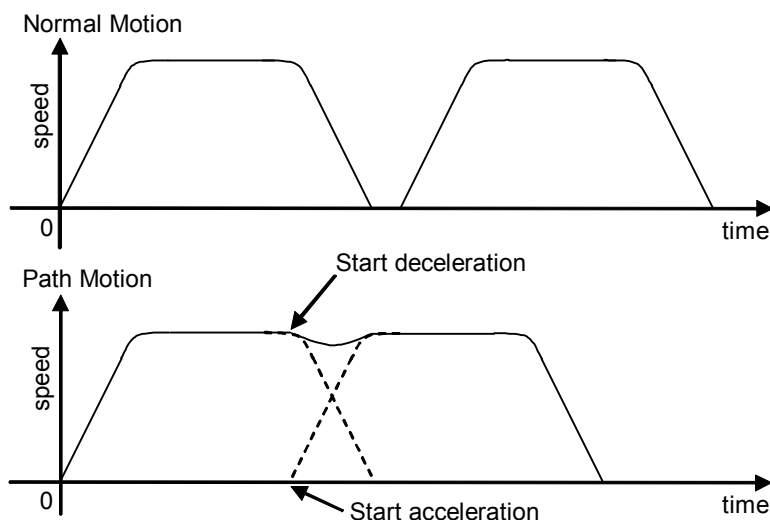 Normal Motion
speed
0
time
Start deceleration
Path Motion
speed
0
Start acceleration
time